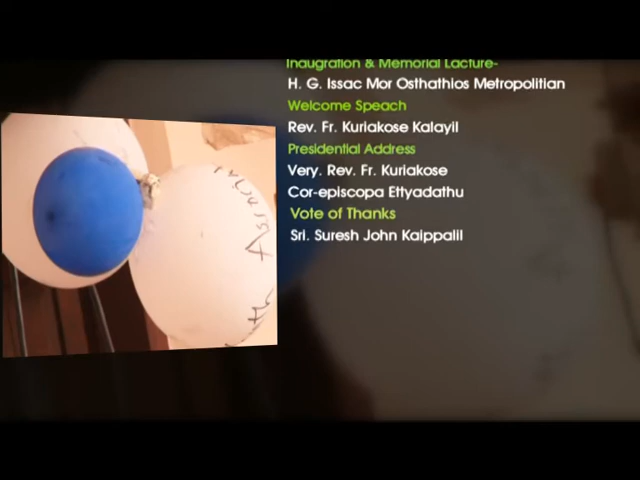 Inaugration & Memorial Lacture-
H. G. Issac Mor Osthathios Metropolitian
Welcome Speach
Rev. Fr. Kuriakose Kalayil
Presidential Address
Very. Rev. Fr. Kuriakose
Cor-episcopa Ettyadathu
Vote of Thanks
Sri. Suresh John Kaippalil